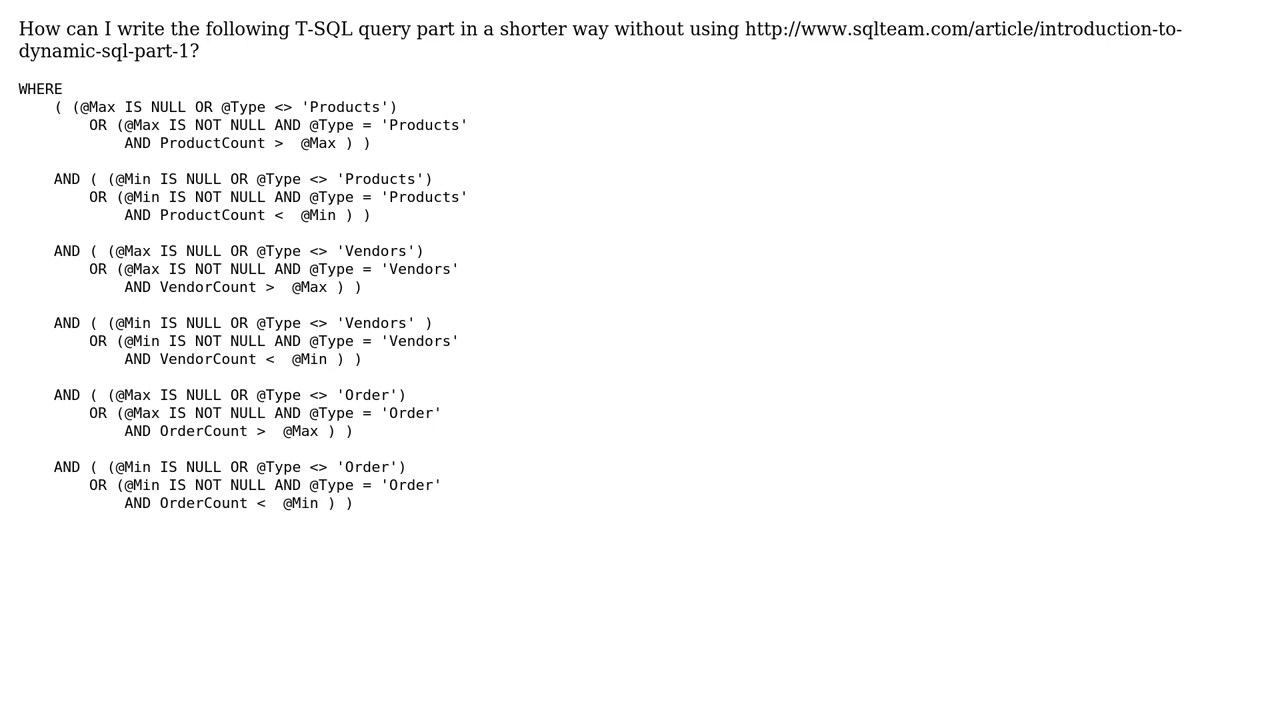 How can I write the following T-SQL query part in a shorter way without using http://www.sqlteam.com/article/introduction-to-
dynamic-sql-part-1?
WHERE
( (@Max IS NULL OR @Type <> 'Products')
OR (@Max IS NOT NULL AND @Type = 'Products'
AND ProductCount >  @Max ) )
AND ( (@Min IS NULL OR @Type <> 'Products')
OR (@Min IS NOT NULL AND @Type = 'Products'
AND ProductCount <  @Min ) )
AND ( (@Max IS NULL OR @Type <> 'Vendors')
OR (@Max IS NOT NULL AND @Type = 'Vendors'
AND VendorCount >  @Max ) )
AND ( (@Min IS NULL OR @Type <> 'Vendors' )
OR (@Min IS NOT NULL AND @Type = 'Vendors'
AND VendorCount <  @Min ) )
AND ( (@Max IS NULL OR @Type <> 'Order')
OR (@Max IS NOT NULL AND @Type = 'Order'
AND OrderCount >  @Max ) )
AND ( (@Min IS NULL OR @Type <> 'Order')
OR (@Min IS NOT NULL AND @Type = 'Order'
AND OrderCount <  @Min ) )